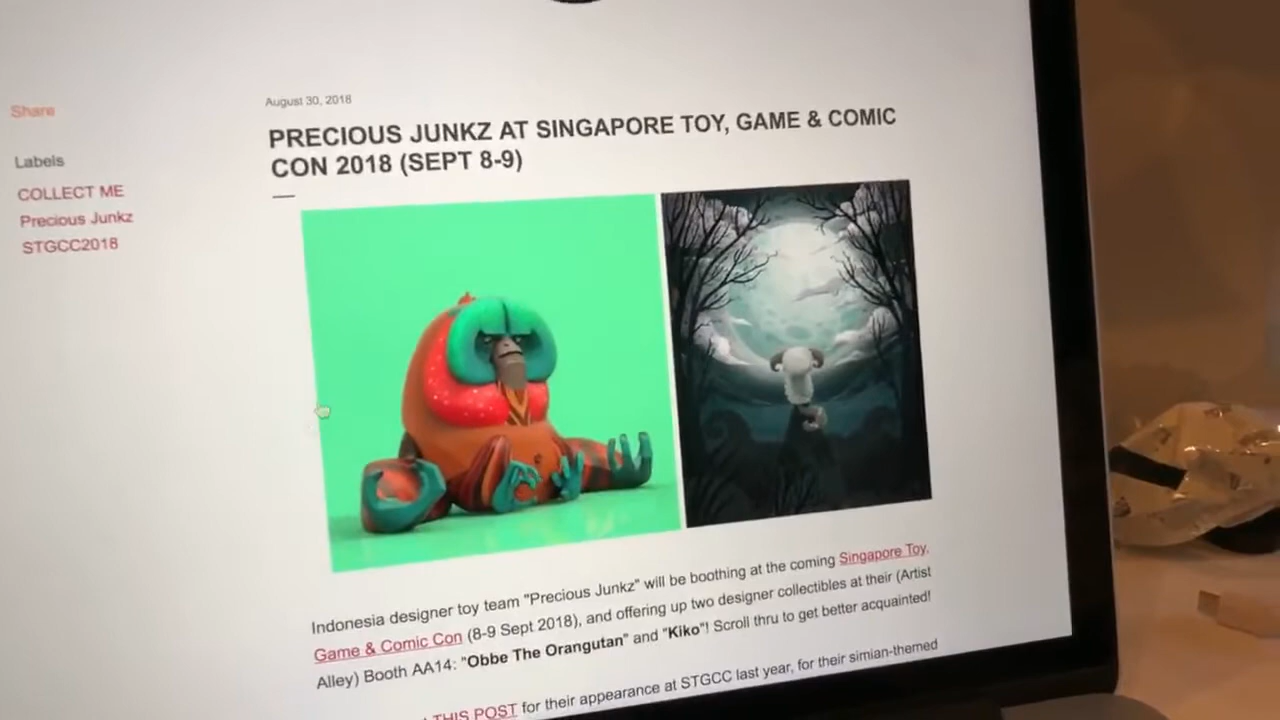 August 30, 2018
Share
PRECIOUS JUNKZ AT SINGAPORE TOY, GAME & COMIC
CON 2018 (SEPT 8-9)
Labels
COLLECT ME
Precious Junkz
STGCC2018
Indonesia designer toy team "Precious Junkz" will be boothing at the coming Singapore Toy,
Game & Comic Con (8-9 Sept 2018), and offering up two designer collectibles at their (Artist
Alley) Booth AA14: "Obbe The Orangutan" and "Kiko"! Scroll thru to get better acquainted!
THIS POST for their appearance at STGCC last year, for their simian-themed